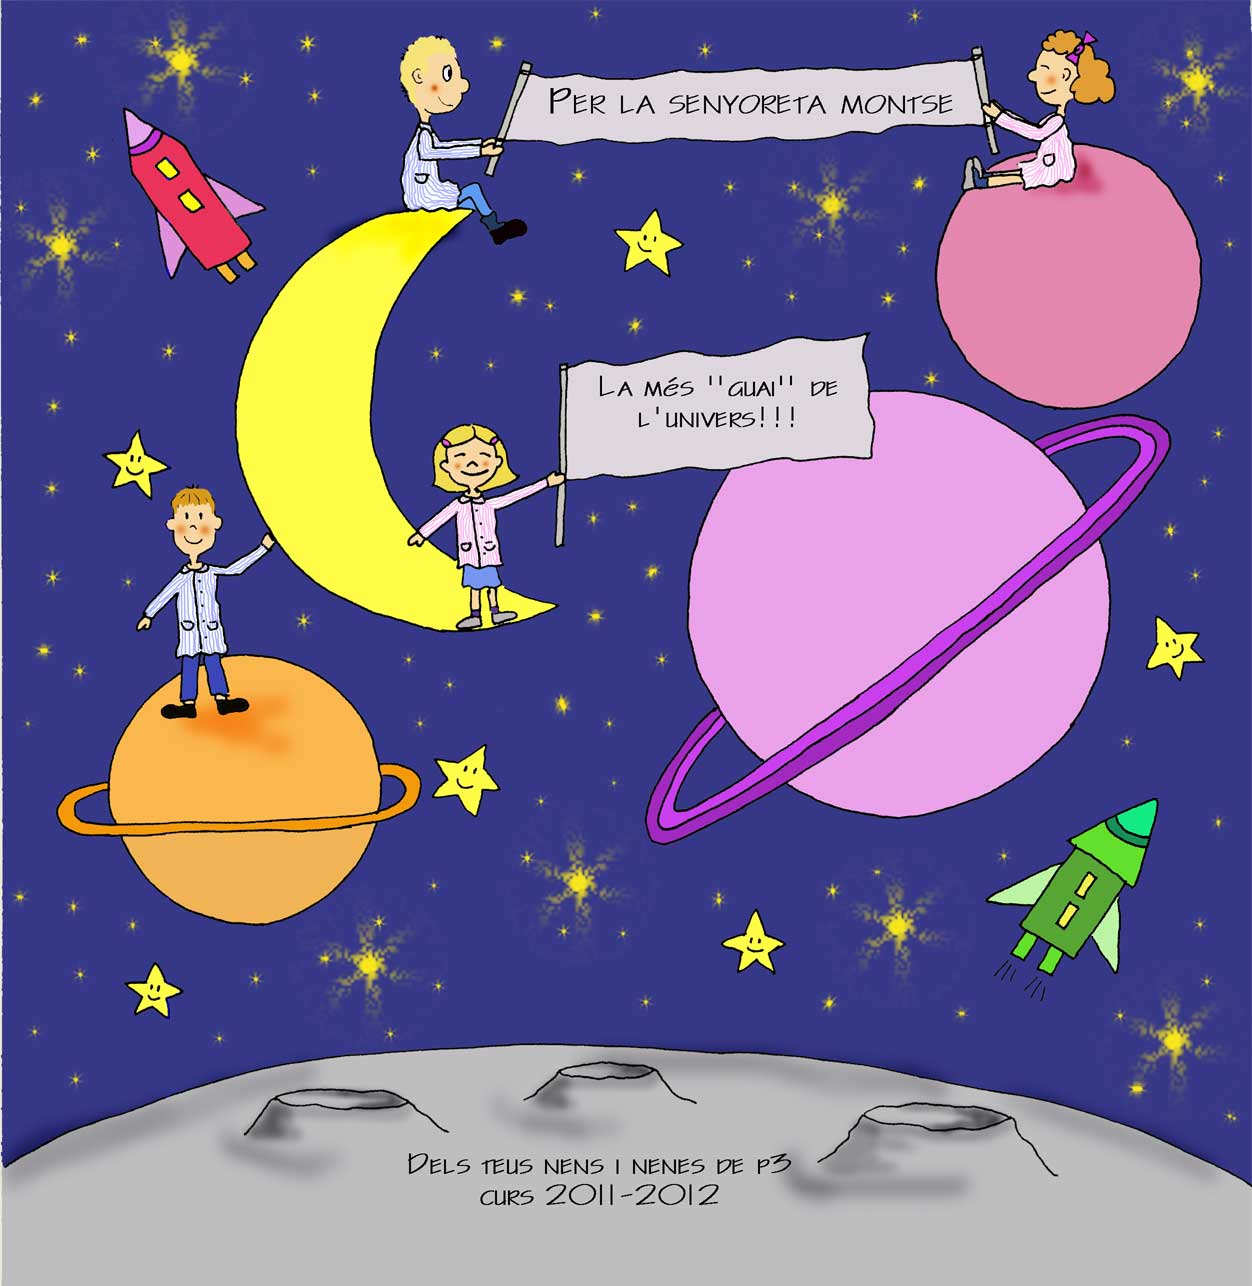 PER LA SENYORETA MONTSE
LA MÉS "GUAI" DE
L'UNIVERS!!!
DELS TEUS NENS I NENES DE P3
CURS 2011-2012